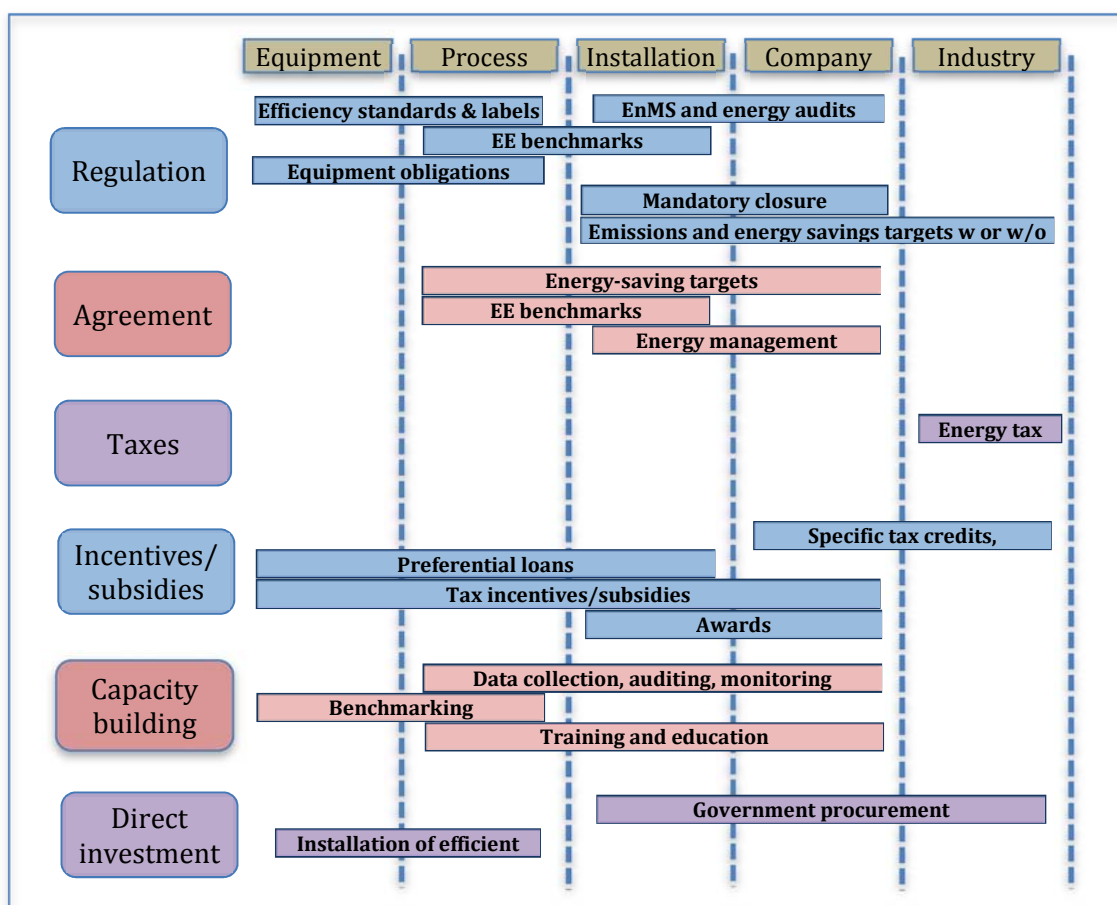 Equipment
Process
Installation
Company
Industry
Regulation
Efficiency standards & labels
EnMS and energy audits
EE benchmarks
Equipment obligations
Mandatory closure
Emissions and energy savings targets w or w/o
Agreement
Energy-saving targets
EE benchmarks
Energy management
Taxes
Energy tax
Incentives/
subsidies
Specific tax credits,
Preferential loans
Tax incentives/subsidies
Awards
Capacity
building
Data collection, auditing, monitoring
Benchmarking
Training and education
Direct
investment
Government procurement
Installation of efficient